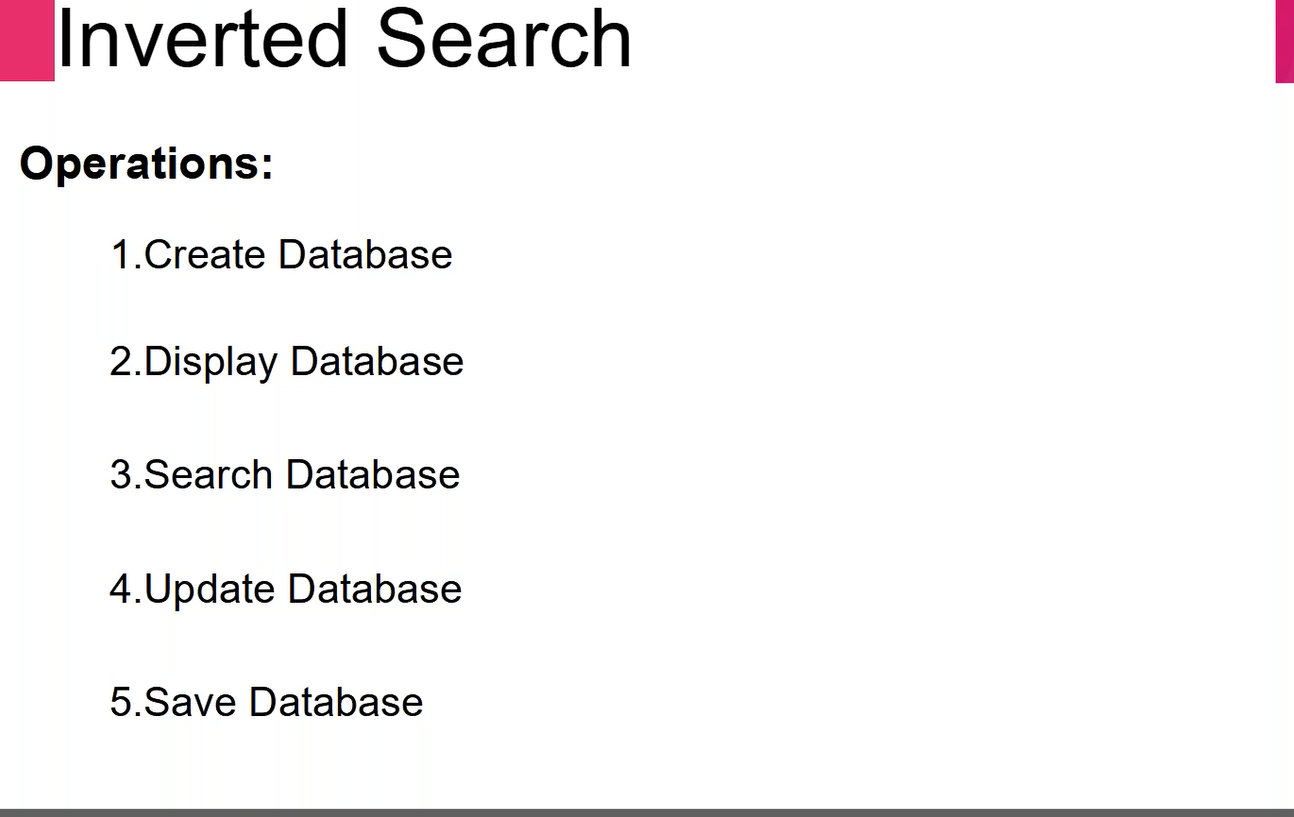 Inverted Search
Operations:
1.Create Database
2.Display Database
3.Search Database
4.Update Database
5.Save Database